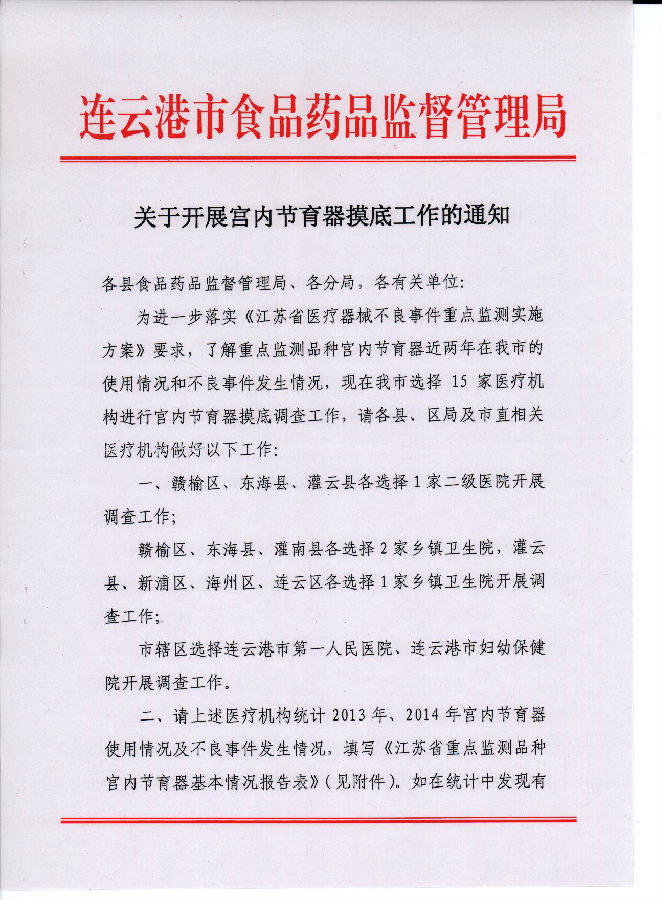 连云港市食品药品监督管理局
关于开展宫内节育器摸底工作的通知
各县食品药品监督管理局、各分局，各有关单位：
为进一步落实《江苏省医疗器械不良事件重点监测实施
方案》要求，了解重点监测品种宫内节育器近两年在我市的
使用情况和不良事件发生情况，现在我市选择 15 家医疗机
构进行宫内节育器摸底调查工作，请各县、区局及市直相关
医疗机构做好以下工作：
一、赣榆区、东海县、灌云县各选择1家二级医院开展
调查工作；
赣榆区、东海县、灌南县各选择2家乡镇卫生院，灌云
县、新浦区、海州区、连云区各选择1家乡镇卫生院开展调
查工作；
市辖区选择连云港市第一人民医院、连云港市妇幼保健
院开展调查工作。
二、请上述医疗机构统计2013年、2014年宫内节育器
使用情况及不良事件发生情况，填写《江苏省重点监测品种
宫内节育器基本情况报告表》（见附件）。如在统计中发现有